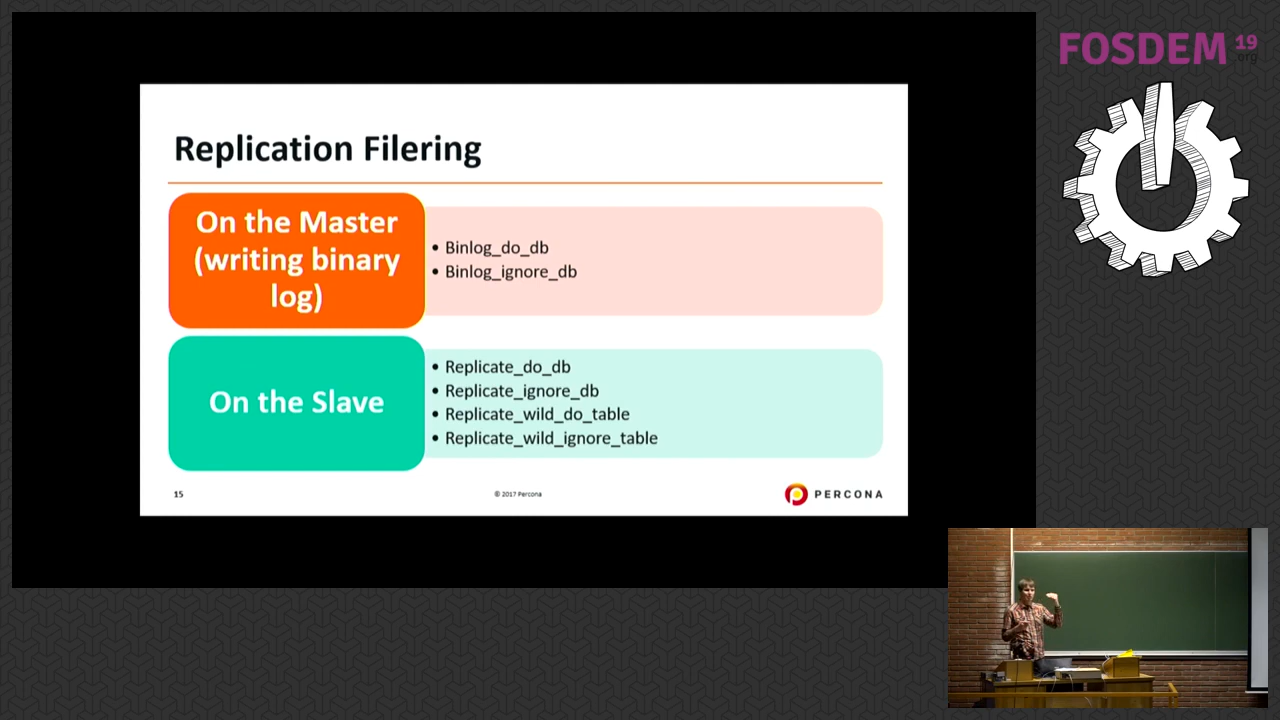 FOSDEM 19
.org
Replication Filering
On the Master
(writing binary
log)
• Binlog_do_db
• Binlog_ignore_db
On the Slave
• Replicate_do_db
• Replicate_ignore_db
• Replicate_wild_do_table
• Replicate_wild_ignore_table
15
© 2017 Percona
PERCONA